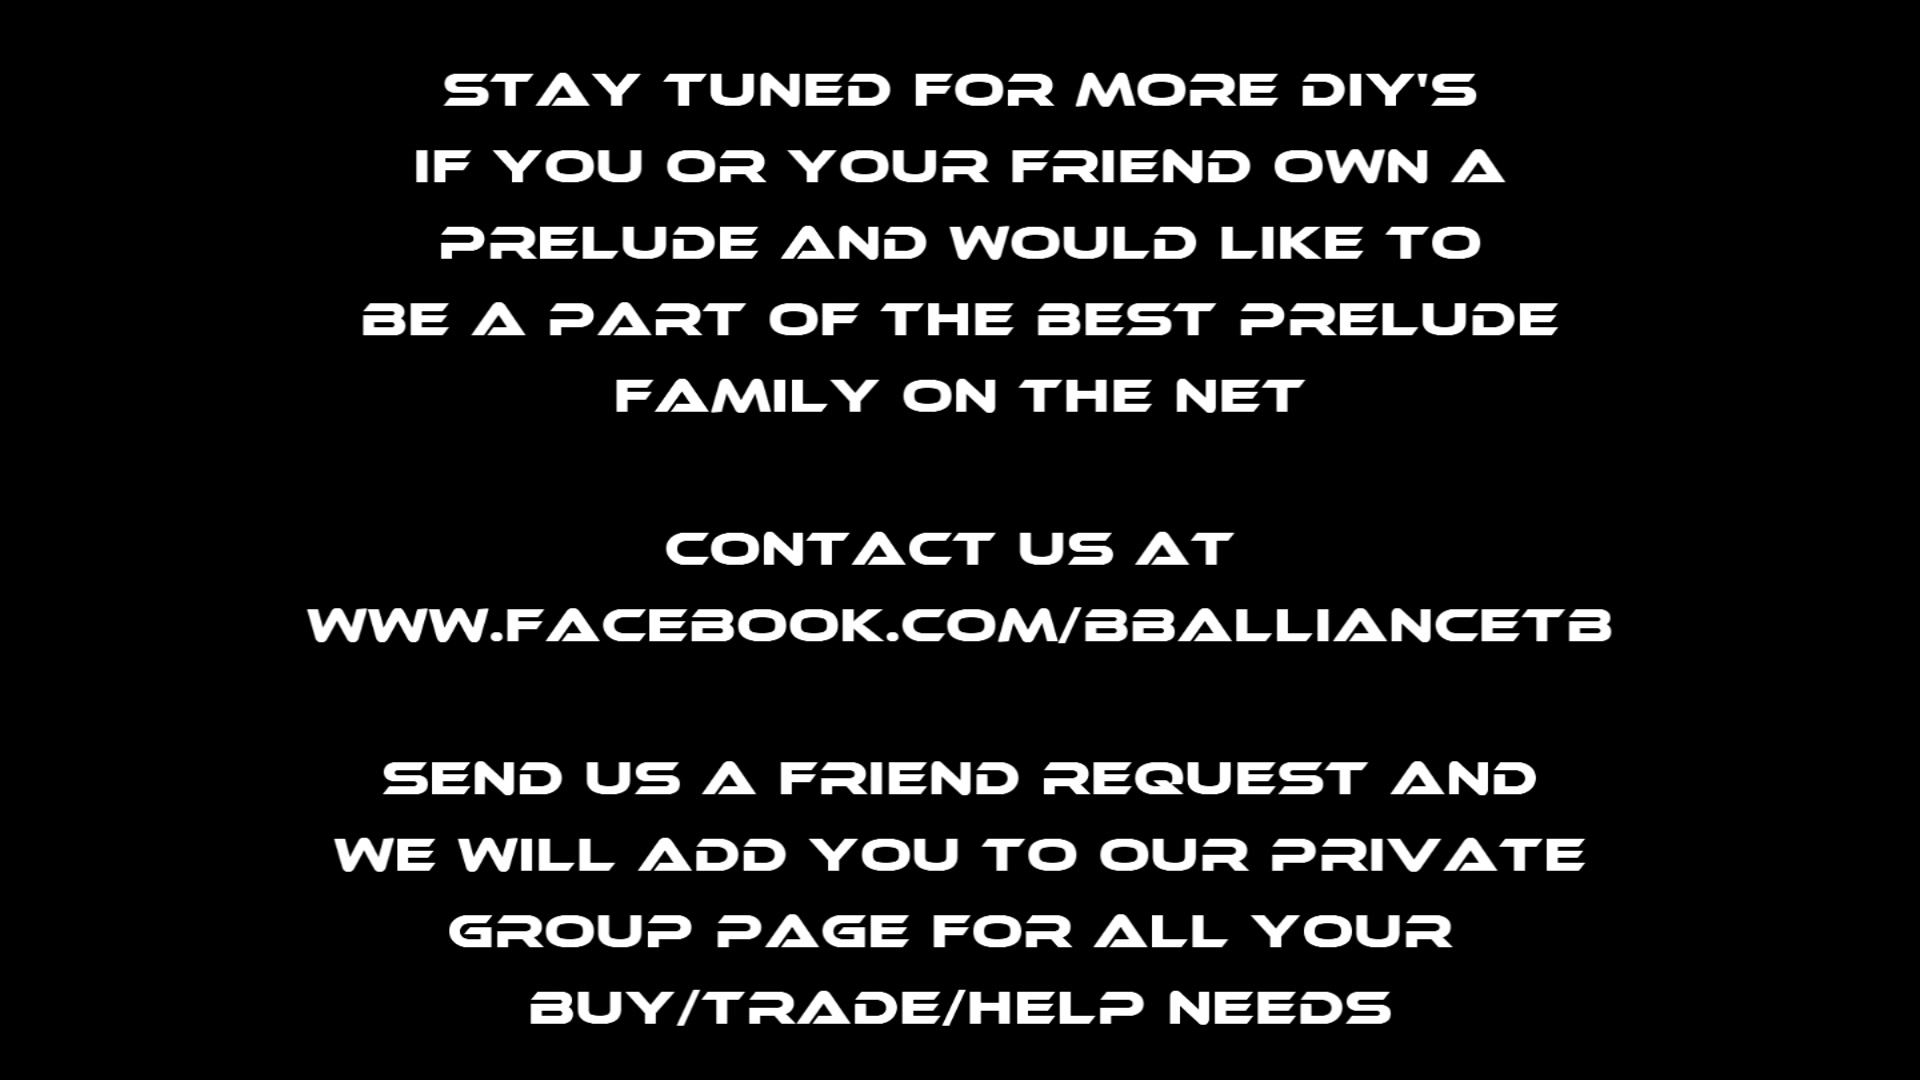 STAY TUNED FOR MORE DIY'S
IF YOU OR YOUR FRIEND OWN A
PRELUDE AND WOULD LIKE TO
BE A PART OF THE BEST PRELUDE
FAMILY ON THE NET
CONTACT US AT
WWW.FACEBOOK.COM/BBALLIANCETB
SEND US A FRIEND REQUEST AND
WE WILL ADD YOU TO OUR PRIVATE
GROUP PAGE FOR ALL YOUR
BUY/TRADE/HELP NEEDS